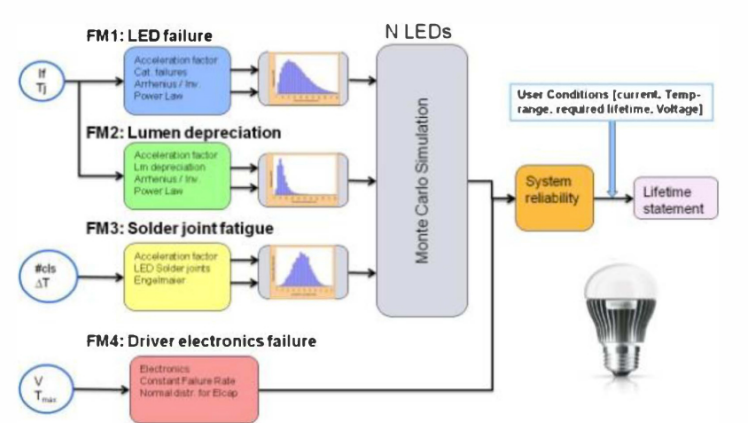 FM1: LED failure
N LEDs
If
Tj
Acceleration factor
Cat. failures
Arrhenius / Inv.
Power Law
User Conditions [current, Temp-
range, required lifetime, Voltage]
FM2: Lumen depreciation
Acceleration factor
Lm depreciation
Arrhenius / Inv.
Power Law
Monte Carlo Simulation
System
reliability
Lifetime
statement
FM3: Solder joint fatigue
#cls
ΔT
Acceleration factor
LED Solder joints
Engelmaier
FM4: Driver electronics failure
V
Tmax
Electronics
Constant Failure Rate
Normal distr. for Elcap